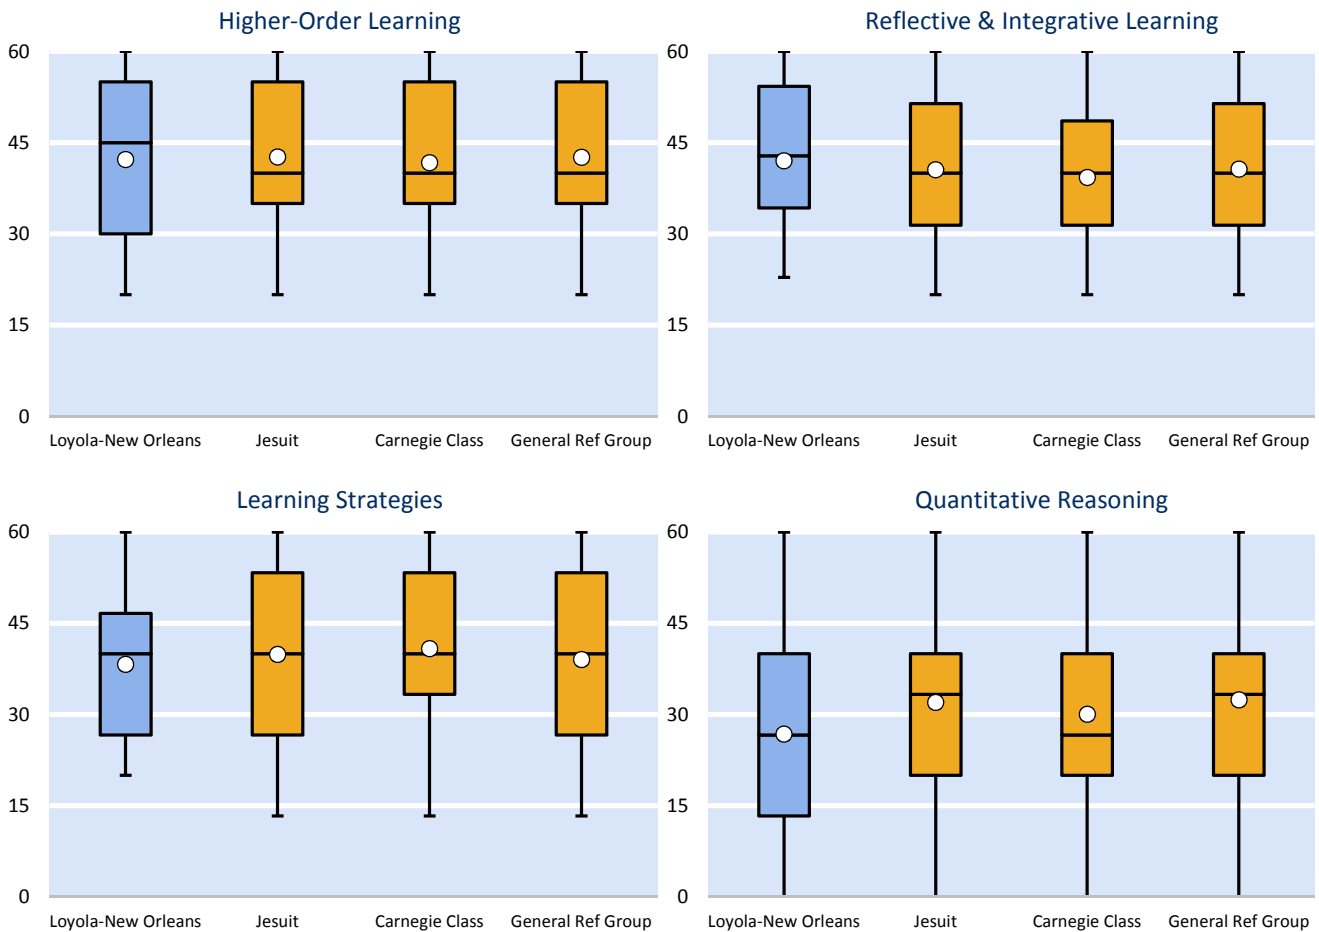 Higher-Order Learning
60
45
30
15
0
Loyola-New Orleans Jesuit Carnegie Class General Ref Group
Reflective & Integrative Learning
60
45
30
15
0
Loyola-New Orleans Jesuit Carnegie Class General Ref Group
Learning Strategies
60
45
30
15
0
Loyola-New Orleans Jesuit Carnegie Class General Ref Group
Quantitative Reasoning
60
45
30
15
0
Loyola-New Orleans Jesuit Carnegie Class General Ref Group